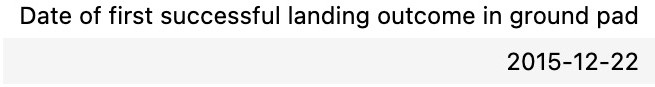 Date of first successful landing outcome in ground pad
2015-12-22